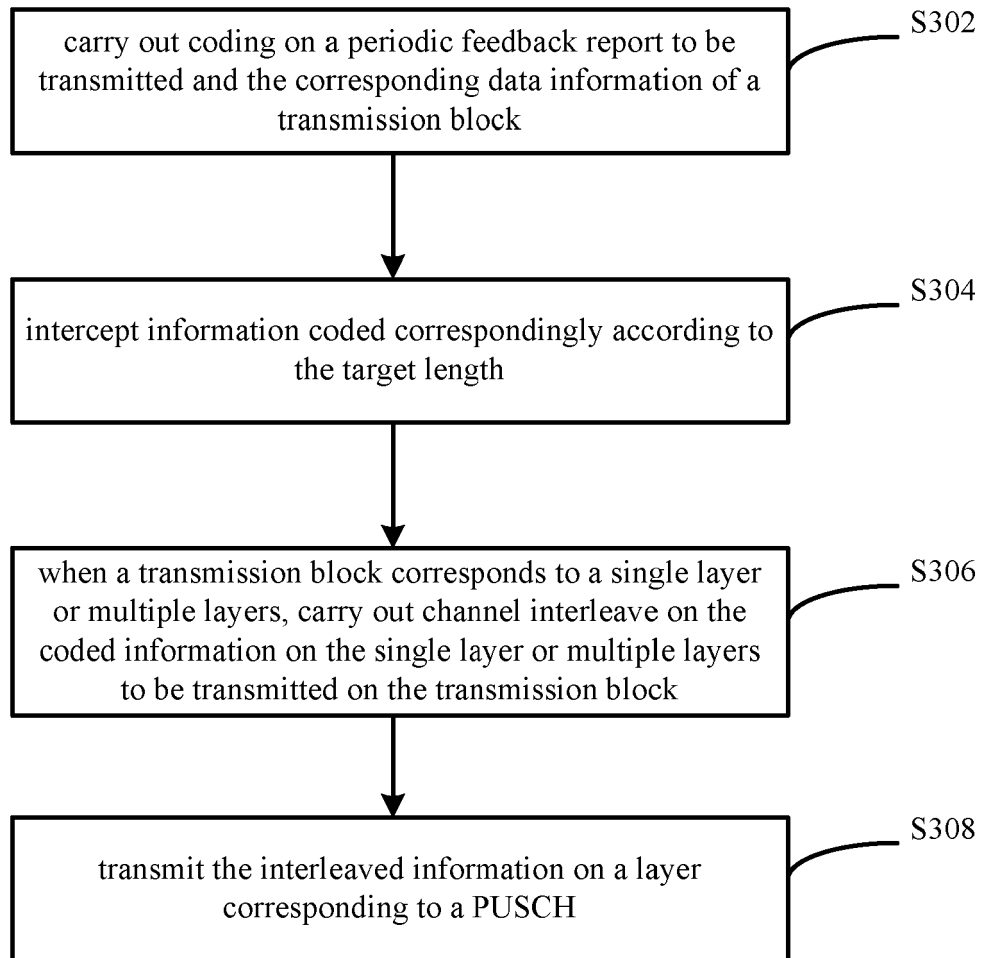 S302
carry out coding on a periodic feedback report to be
transmitted and the corresponding data information of a
transmission block
S304
intercept information coded correspondingly according to
the target length
S306
when a transmission block corresponds to a single layer
or multiple layers, carry out channel interleave on the
coded information on the single layer or multiple layers
to be transmitted on the transmission block
S308
transmit the interleaved information on a layer
corresponding to a PUSCH